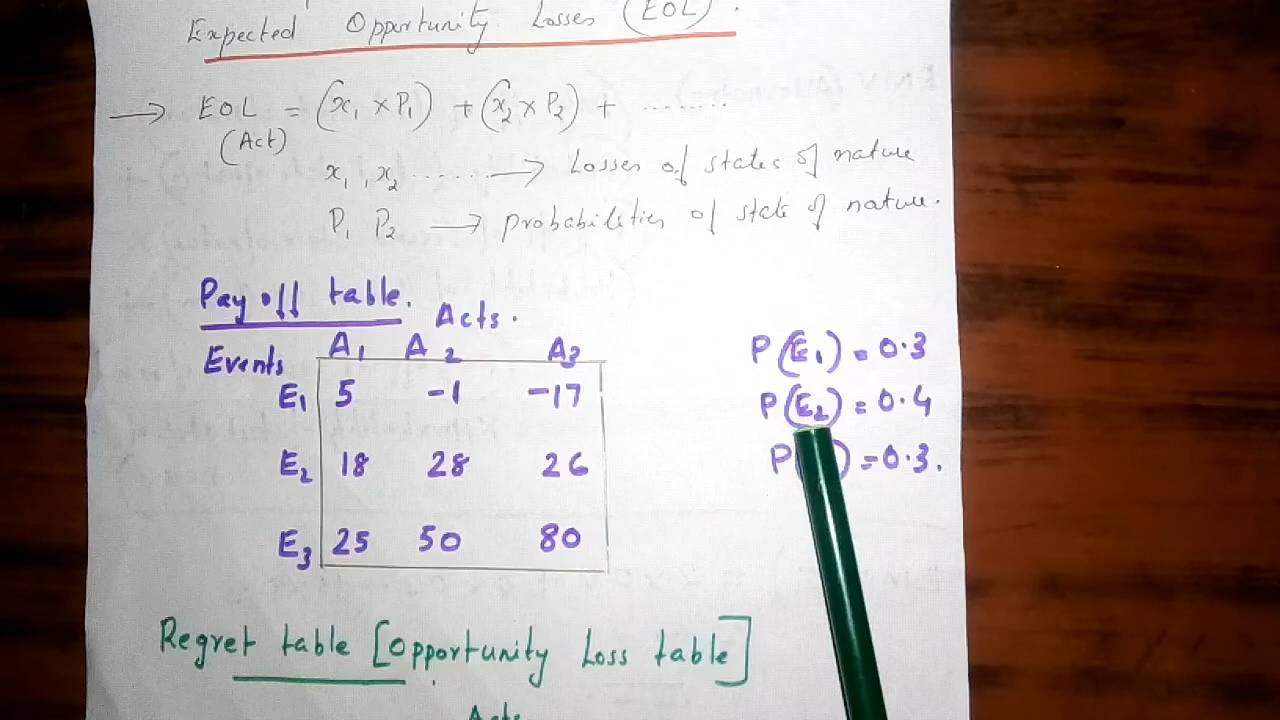 Expected Opportunity Losses (EOL).
→ EOL = (x₁ × P₁) + (x₂ × P₂) + ........
(Act)
x₁, x₂ ......→ Losses of states of nature
P₁ P₂ → probabilities of state of nature.
Pay off table. Acts.
Events A₁ A₂ A₃
E₁ 5 -1 -17
E₂ 18 28 26
E₃ 25 50 80
P(E₁) = 0.3
P(E₂) = 0.4
P( ) = 0.3.
Regret table [Opportunity Loss table]
Acts